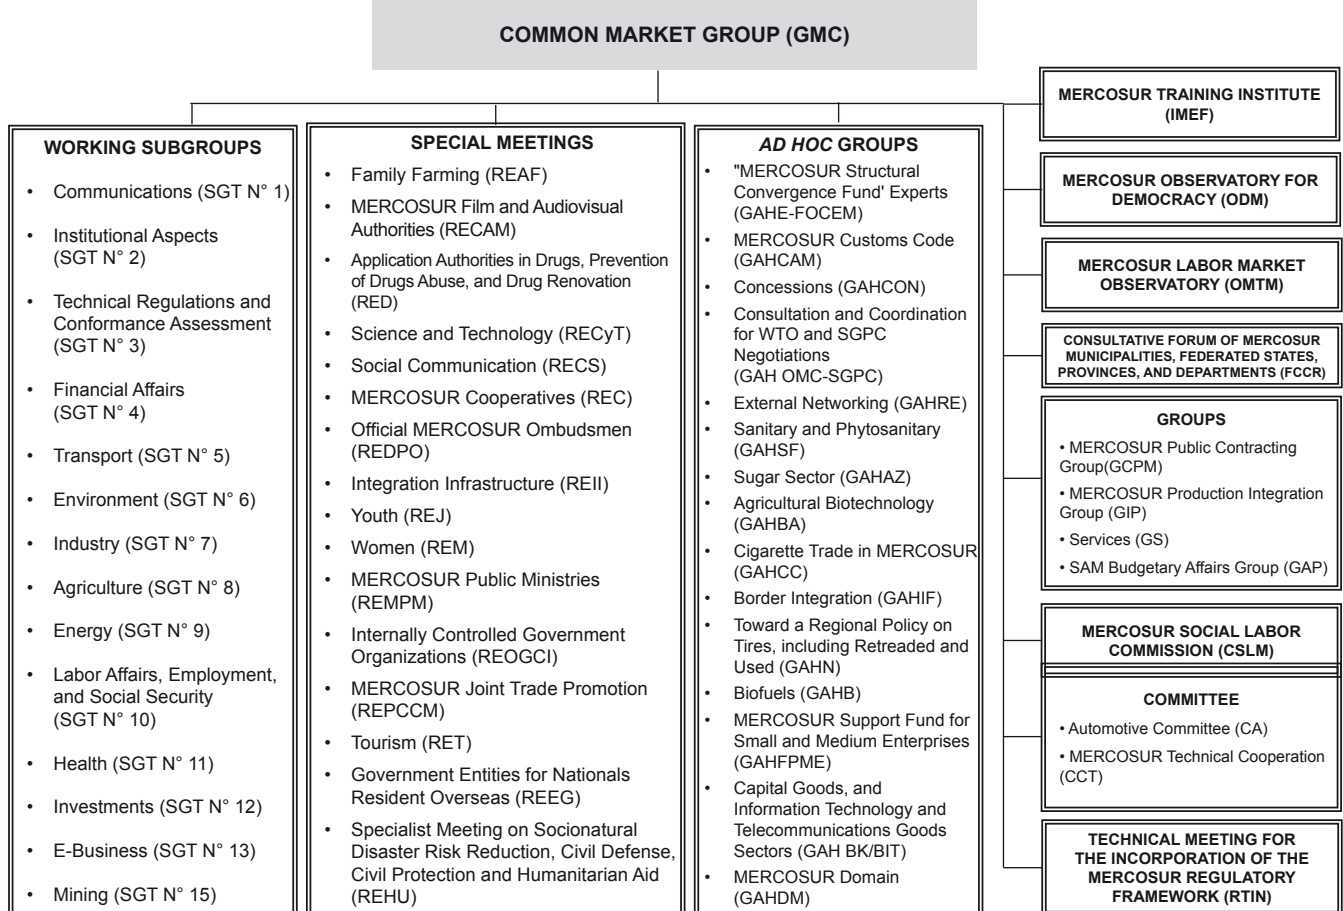 COMMON MARKET GROUP (GMC)
WORKING SUBGROUPS
• Communications (SGT N° 1)
• Institutional Aspects
(SGT N° 2)
• Technical Regulations and
Conformance Assessment
(SGT N° 3)
• Financial Affairs
(SGT N° 4)
• Transport (SGT N° 5)
• Environment (SGT N° 6)
• Industry (SGT N° 7)
• Agriculture (SGT N° 8)
• Energy (SGT N° 9)
• Labor Affairs, Employment,
and Social Security
(SGT N° 10)
• Health (SGT N° 11)
• Investments (SGT N° 12)
• E-Business (SGT N° 13)
• Mining (SGT N° 15)
SPECIAL MEETINGS
• Family Farming (REAF)
• MERCOSUR Film and Audiovisual
Authorities (RECAM)
• Application Authorities in Drugs, Prevention
of Drugs Abuse, and Drug Renovation
(RED)
• Science and Technology (RECyT)
• Social Communication (RECS)
• MERCOSUR Cooperatives (REC)
• Official MERCOSUR Ombudsmen
(REDPO)
• Integration Infrastructure (REII)
• Youth (REJ)
• Women (REM)
• MERCOSUR Public Ministries
(REMPM)
• Internally Controlled Government
Organizations (REOGCI)
• MERCOSUR Joint Trade Promotion
(REPCCM)
• Tourism (RET)
• Government Entities for Nationals
Resident Overseas (REEG)
• Specialist Meeting on Socionatural
Disaster Risk Reduction, Civil Defense,
Civil Protection and Humanitarian Aid
(REHU)
AD HOC GROUPS
• "MERCOSUR Structural
Convergence Fund' Experts
(GAHE-FOCEM)
• MERCOSUR Customs Code
(GAHCAM)
• Concessions (GAHCON)
• Consultation and Coordination
for WTO and SGPC
Negotiations
(GAH OMC-SGPC)
• External Networking (GAHRE)
• Sanitary and Phytosanitary
(GAHSF)
• Sugar Sector (GAHAZ)
• Agricultural Biotechnology
(GAHBA)
• Cigarette Trade in MERCOSUR
(GAHCC)
• Border Integration (GAHIF)
• Toward a Regional Policy on
Tires, including Retreaded and
Used (GAHN)
• Biofuels (GAHB)
• MERCOSUR Support Fund for
Small and Medium Enterprises
(GAHFPME)
• Capital Goods, and
Information Technology and
Telecommunications Goods
Sectors (GAH BK/BIT)
• MERCOSUR Domain
(GAHDM)
MERCOSUR TRAINING INSTITUTE
(IMEF)
MERCOSUR OBSERVATORY FOR
DEMOCRACY (ODM)
MERCOSUR LABOR MARKET
OBSERVATORY (OMTM)
CONSULTATIVE FORUM OF MERCOSUR
MUNICIPALITIES, FEDERATED STATES,
PROVINCES, AND DEPARTMENTS (FCCR)
GROUPS
• MERCOSUR Public Contracting
Group(GCPM)
• MERCOSUR Production Integration
Group (GIP)
• Services (GS)
• SAM Budgetary Affairs Group (GAP)
MERCOSUR SOCIAL LABOR
COMMISSION (CSLM)
COMMITTEE
• Automotive Committee (CA)
• MERCOSUR Technical Cooperation
(CCT)
TECHNICAL MEETING FOR
THE INCORPORATION OF THE
MERCOSUR REGULATORY
FRAMEWORK (RTIN)